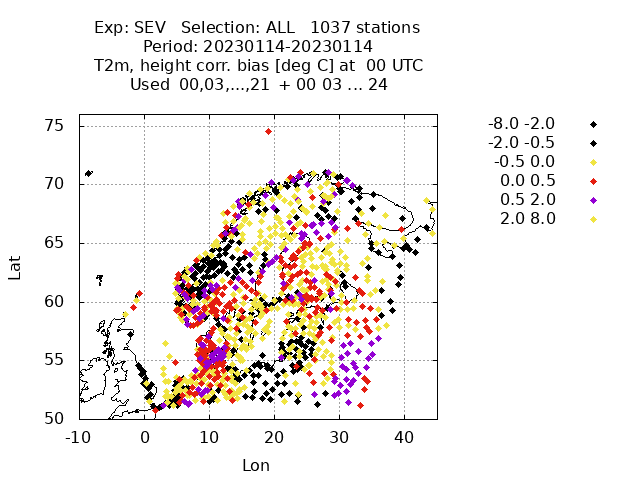 Exp: SEV   Selection: ALL   1037 stations
Period: 20230114-20230114
T2m, height corr. bias [deg C] at  00 UTC
Used  00,03,...,21  + 00 03 ... 24
-8.0 -2.0
-2.0 -0.5
-0.5 0.0
0.0 0.5
0.5 2.0
2.0 8.0
75
70
65
60
55
50
Lat
-10 0 10 20 30 40
Lon